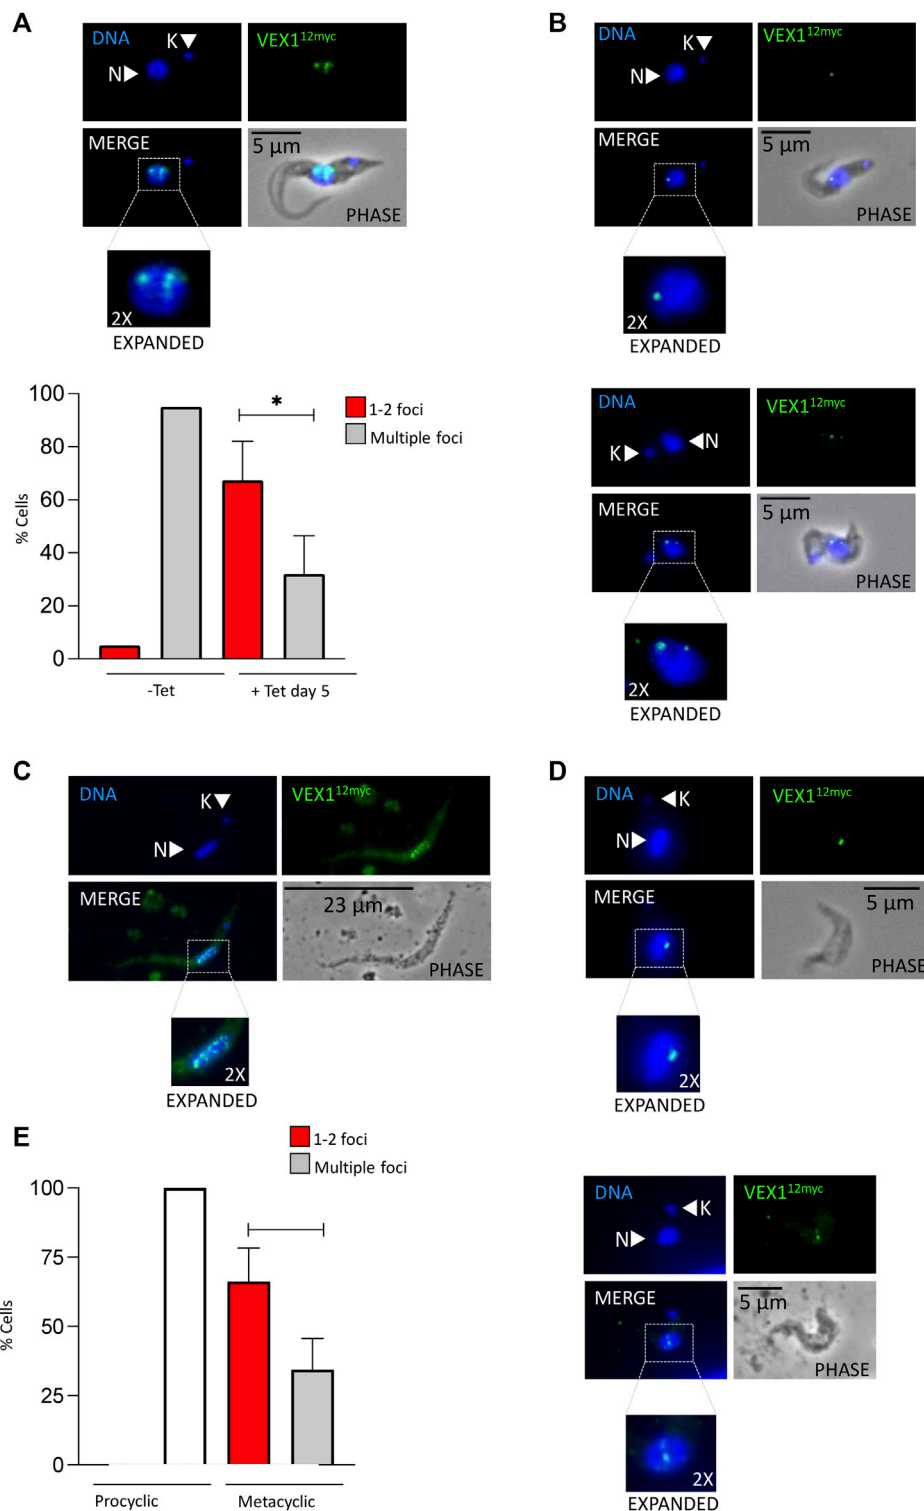 A
DNA
K
N
VEX1^12myc
MERGE
5 µm
PHASE
2X
EXPANDED
100
80
60
40
20
0
% Cells
*
1-2 foci
Multiple foci
-Tet
+ Tet day 5
B
DNA
K
N
VEX1^12myc
MERGE
5 µm
PHASE
2X
EXPANDED
DNA
K
N
VEX1^12myc
MERGE
5 µm
PHASE
2X
EXPANDED
C
DNA
K
N
VEX1^12myc
MERGE
23 µm
PHASE
2X
EXPANDED
D
DNA
K
N
VEX1^12myc
MERGE
5 µm
PHASE
2X
EXPANDED
DNA
K
N
VEX1^12myc
MERGE
5 µm
PHASE
2X
EXPANDED
E
1-2 foci
Multiple foci
100
75
50
25
0
% Cells
Procyclic
Metacyclic